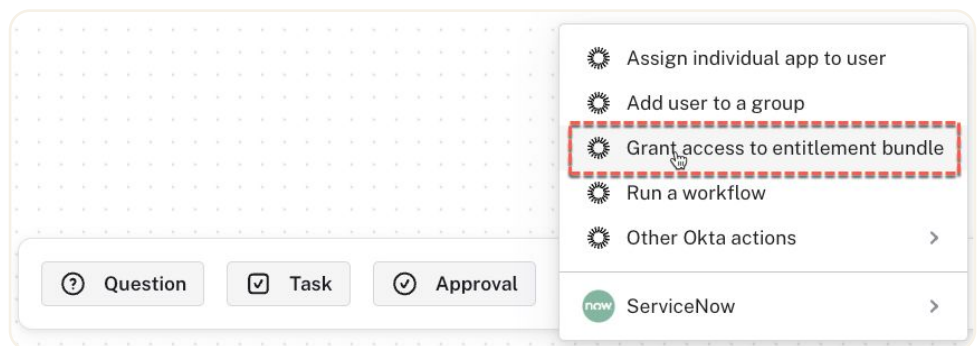 Assign individual app to user
Add user to a group
Grant access to entitlement bundle
Run a workflow
Other Okta actions
Question Task Approval
now ServiceNow